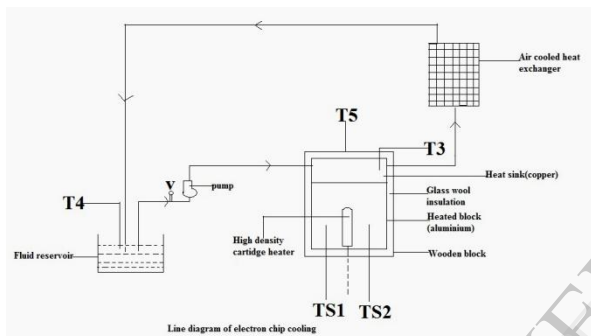 Air cooled heat
exchanger
T5
T3
pump
V
T4
Heat sink(copper)
Glass wool
insulation
Heated block
(aluminium)
High density
cartidge heater
Fluid reservoir
Wooden block
TS1
TS2
Line diagram of electron chip cooling